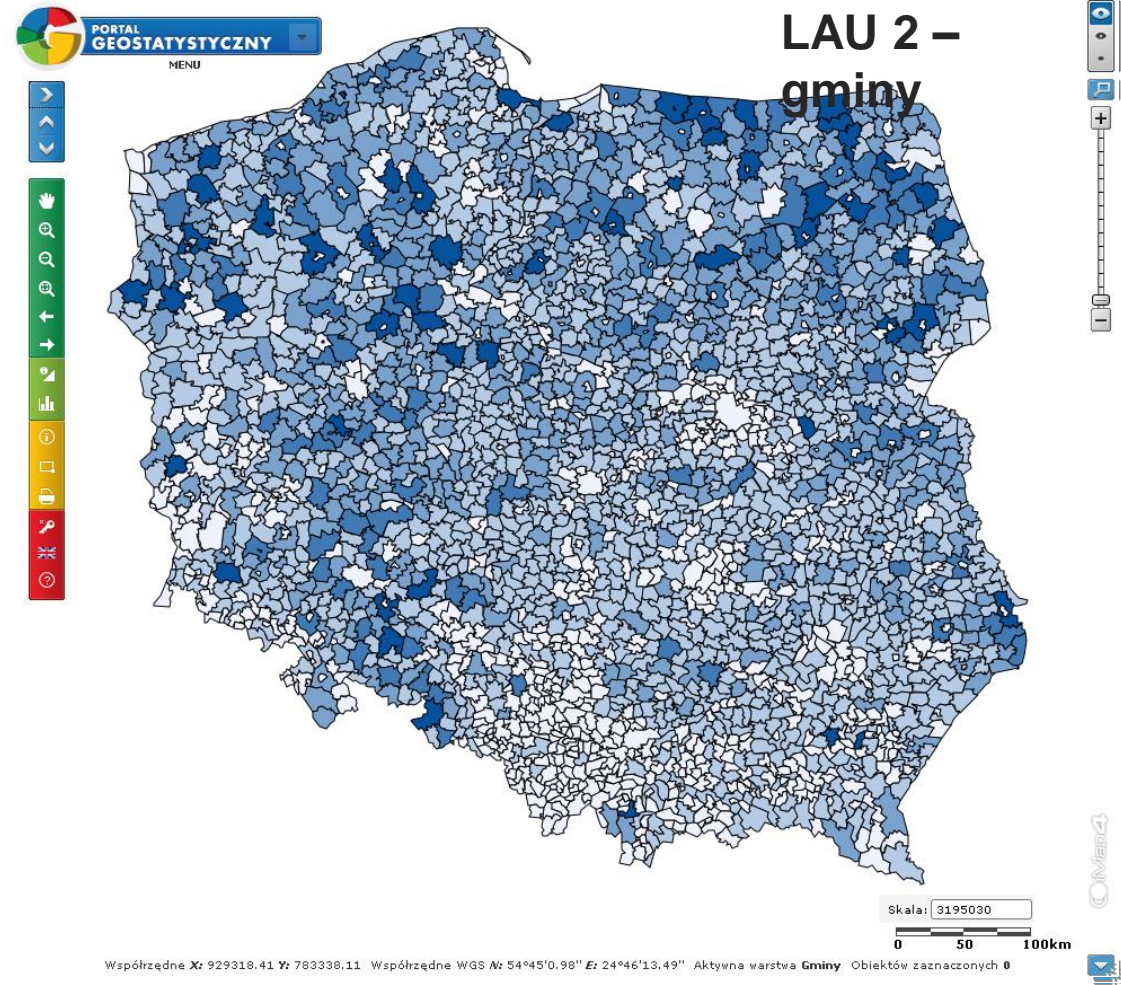 PORTAL
GEOSTATYSTYCZNY
MENU
LAU 2 –
gminy
Skala: 3195030
0 50 100km
Współrzędne X: 929318.41 Y: 783338.11 Współrzędne WGS N: 54°45'0.98" E: 24°46'13.49" Aktywna warstwa Gminy Obiektów zaznaczonych 0